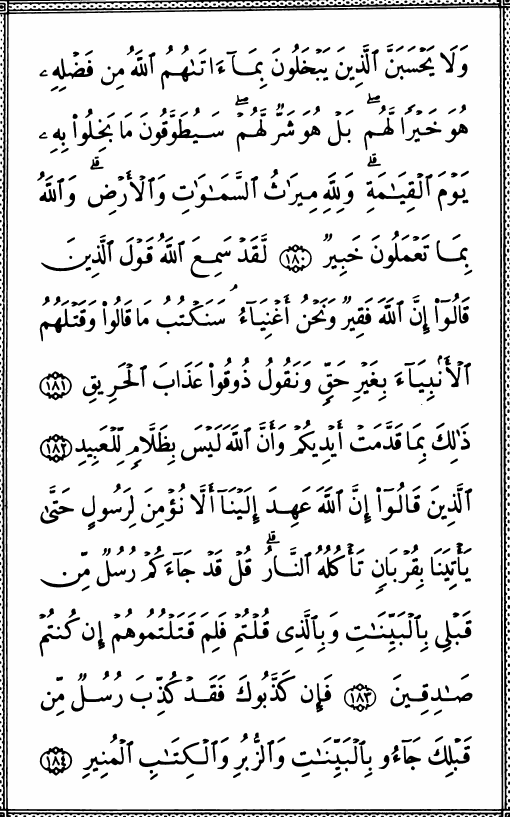 وَلَا يَحْسَبَنَّ ٱلَّذِينَ يَبْخَلُونَ بِمَآ ءَاتَىٰهُمُ ٱللَّهُ مِن فَضْلِهِۦ
هُوَ خَيْرًا لَّهُم ۖ بَلْ هُوَ شَرٌّ لَّهُمْ ۖ سَيُطَوَّقُونَ مَا بَخِلُوا۟ بِهِۦ
يَوْمَ ٱلْقِيَٰمَةِ ۗ وَلِلَّهِ مِيرَٰثُ ٱلسَّمَٰوَٰتِ وَٱلْأَرْضِ ۗ وَٱللَّهُ
بِمَا تَعْمَلُونَ خَبِيرٌ ١٨٠ لَّقَدْ سَمِعَ ٱللَّهُ قَوْلَ ٱلَّذِينَ
قَالُوٓا۟ إِنَّ ٱللَّهَ فَقِيرٌ وَنَحْنُ أَغْنِيَآءُ ۘ سَنَكْتُبُ مَا قَالُوا۟ وَقَتْلَهُمُ
ٱلْأَنۢبِيَآءَ بِغَيْرِ حَقٍّ وَنَقُولُ ذُوقُوا۟ عَذَابَ ٱلْحَرِيقِ ١٨١
ذَٰلِكَ بِمَا قَدَّمَتْ أَيْدِيكُمْ وَأَنَّ ٱللَّهَ لَيْسَ بِظَلَّامٍ لِّلْعَبِيدِ ١٨٢
ٱلَّذِينَ قَالُوٓا۟ إِنَّ ٱللَّهَ عَهِدَ إِلَيْنَآ أَلَّا نُؤْمِنَ لِرَسُولٍ حَتَّىٰ
يَأْتِيَنَا بِقُرْبَانٍ تَأْكُلُهُ ٱلنَّارُ ۗ قُلْ قَدْ جَآءَكُمْ رُسُلٌ مِّن
قَبْلِى بِٱلْبَيِّنَٰتِ وَبِٱلَّذِى قُلْتُمْ فَلِمَ قَتَلْتُمُوهُمْ إِن كُنتُمْ
صَٰدِقِينَ ١٨٣ فَإِن كَذَّبُوكَ فَقَدْ كُذِّبَ رُسُلٌ مِّن
قَبْلِكَ جَآءُو بِٱلْبَيِّنَٰتِ وَٱلزُّبُرِ وَٱلْكِتَٰبِ ٱلْمُنِيرِ ١٨٤